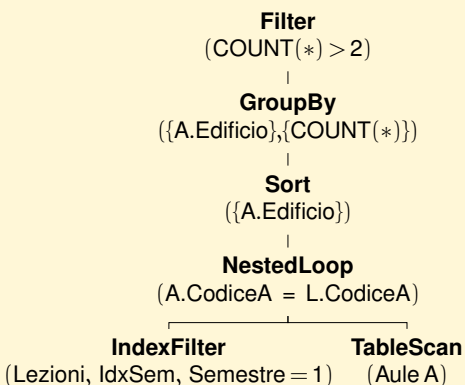 Filter
(COUNT(∗) > 2)
GroupBy
({A.Edificio},{COUNT(∗)})
Sort
({A.Edificio})
NestedLoop
(A.CodiceA = L.CodiceA)
IndexFilter TableScan
(Lezioni, IdxSem, Semestre = 1) (Aule A)